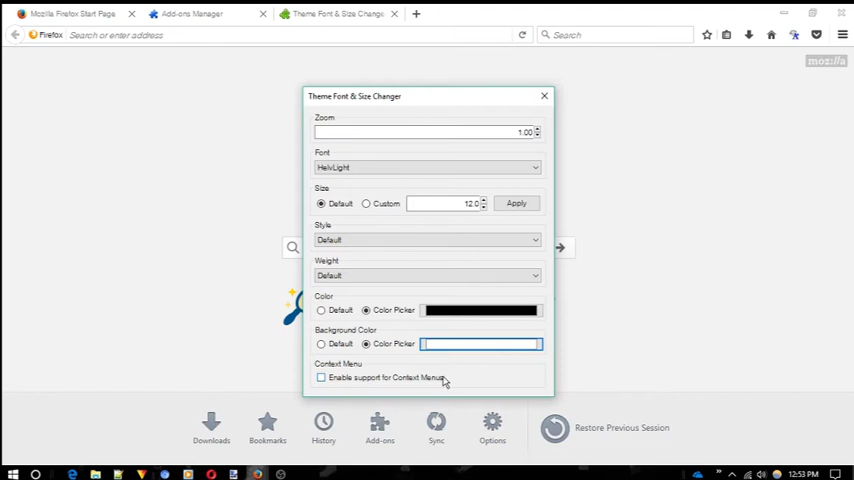 Mozilla Firefox Start Page
Add-ons Manager
Theme Font & Size Changer
Firefox
Search or enter address
Search
moz://a
Theme Font & Size Changer
Zoom
1.00
Font
HelvLight
Size
Default
Custom
12.0
Apply
Style
Default
Weight
Default
Color
Default
Color Picker
Background Color
Default
Color Picker
Context Menu
Enable support for Context Menus
Downloads
Bookmarks
History
Add-ons
Sync
Options
Restore Previous Session
12:53 PM